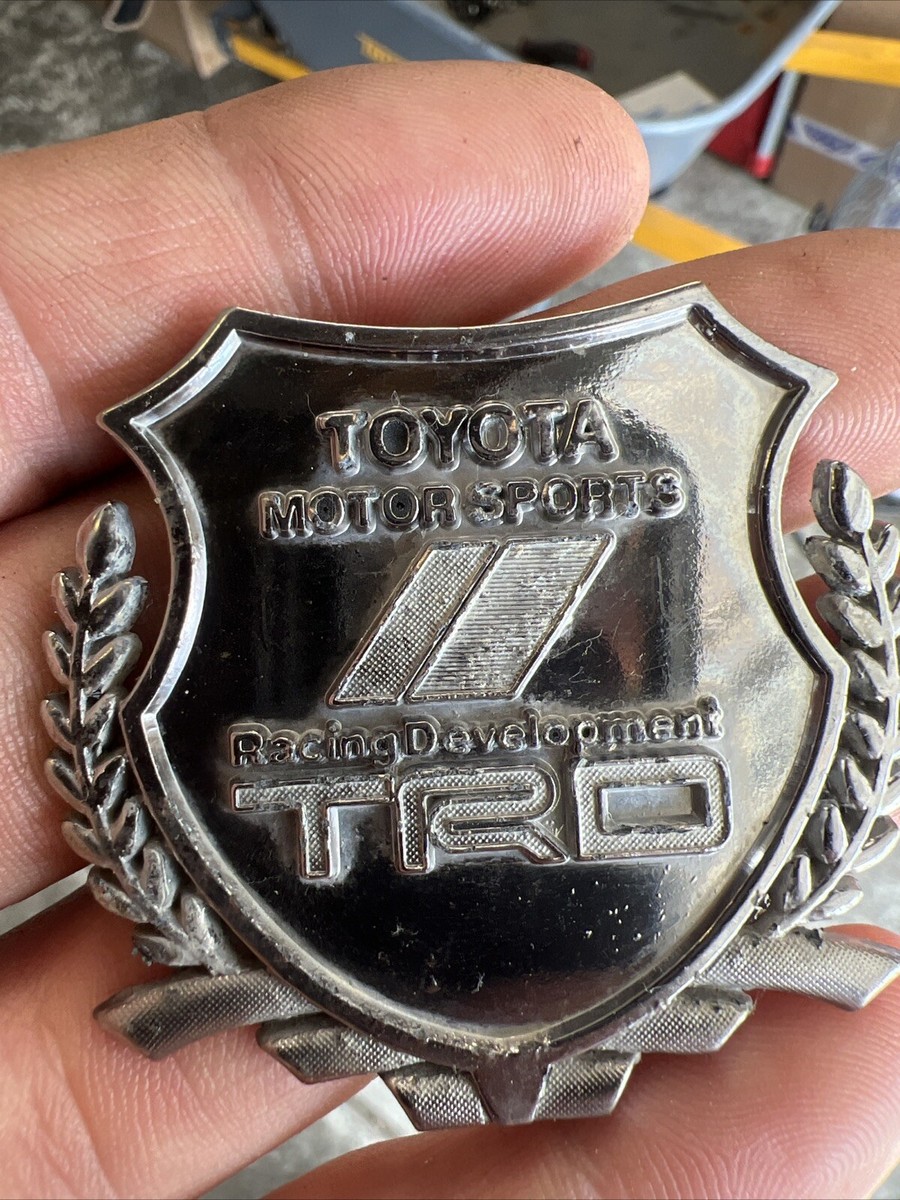 TOYOTA
MOTOR SPORTS
Racing Development
TRD